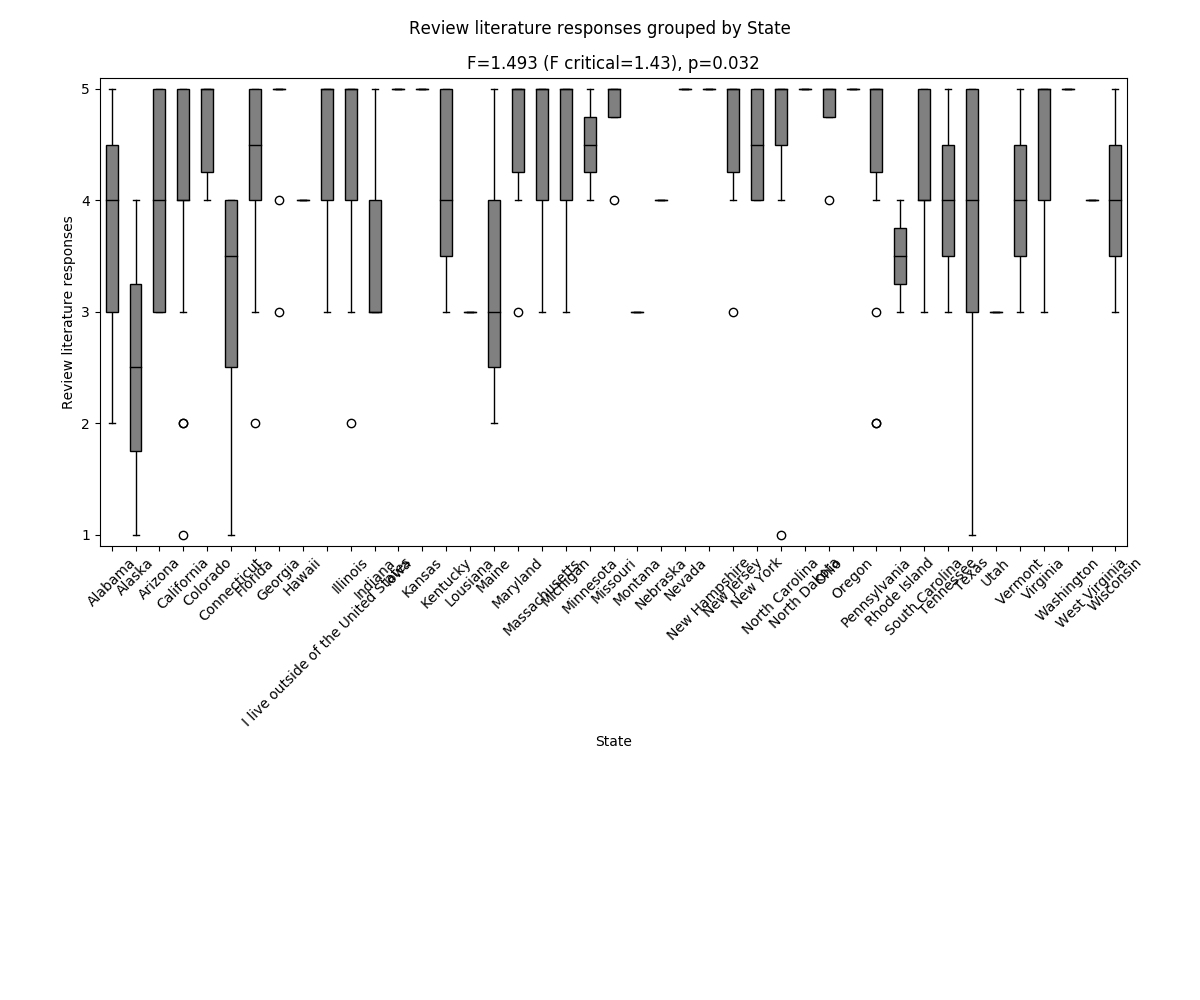 Review literature responses grouped by State
F=1.493 (F critical=1.43), p=0.032
Review literature responses
5
4
3
2
1
Alabama
Alaska
Arizona
California
Colorado
Connecticut
Florida
Georgia
Hawaii
I live outside of the United States
Illinois
Indiana
Iowa
Kansas
Kentucky
Lousiana
Maine
Maryland
Massachusetts
Michigan
Minnesota
Missouri
Montana
Nebraska
Nevada
New Hampshire
New Jersey
New York
North Carolina
North Dakota
Ohio
Oregon
Pennsylvania
Rhode Island
South Carolina
Tennessee
Texas
Utah
Vermont
Virginia
Washington
West Virginia
Wisconsin
State